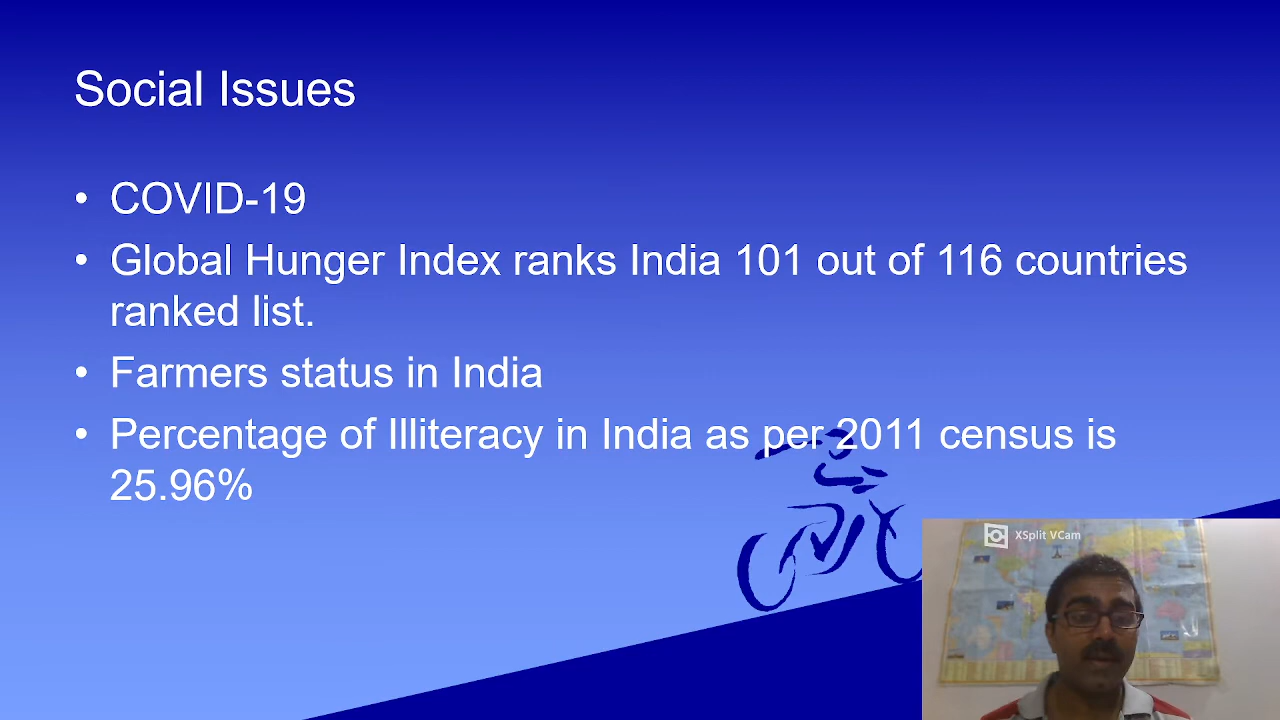 Social Issues
• COVID-19
• Global Hunger Index ranks India 101 out of 116 countries
ranked list.
• Farmers status in India
• Percentage of Illiteracy in India as per 2011 census is
25.96%
XSplit VCam